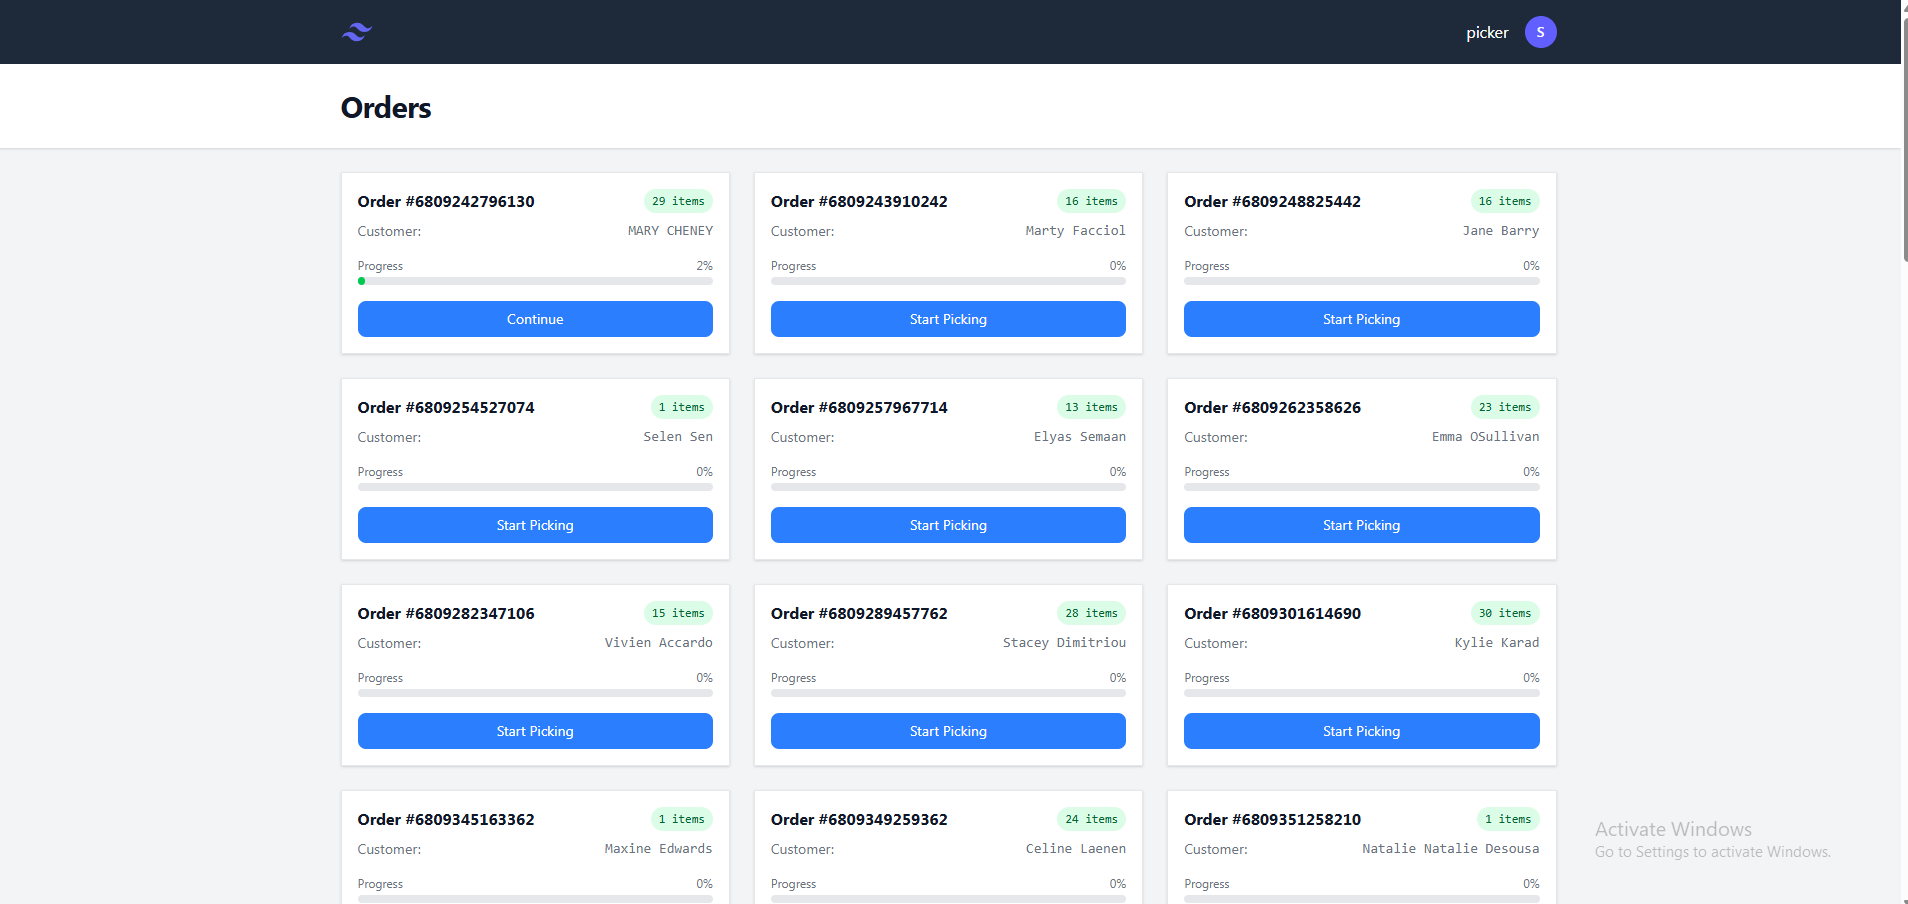 picker S
Orders
Order #6809242796130 29 items
Customer: MARY CHENEY
Progress 2%
Continue
Order #6809243910242 16 items
Customer: Marty Facciol
Progress 0%
Start Picking
Order #6809248825442 16 items
Customer: Jane Barry
Progress 0%
Start Picking
Order #6809254527074 1 items
Customer: Selen Sen
Progress 0%
Start Picking
Order #6809257967714 13 items
Customer: Elyas Semaan
Progress 0%
Start Picking
Order #6809262358626 23 items
Customer: Emma OSullivan
Progress 0%
Start Picking
Order #6809282347106 15 items
Customer: Vivien Accardo
Progress 0%
Start Picking
Order #6809289457762 28 items
Customer: Stacey Dimitriou
Progress 0%
Start Picking
Order #6809301614690 30 items
Customer: Kylie Karad
Progress 0%
Start Picking
Order #6809345163362 1 items
Customer: Maxine Edwards
Progress 0%
Order #6809349259362 24 items
Customer: Celine Laenen
Progress 0%
Order #6809351258210 1 items
Customer: Natalie Natalie Desousa
Progress 0%
Activate Windows
Go to Settings to activate Windows.